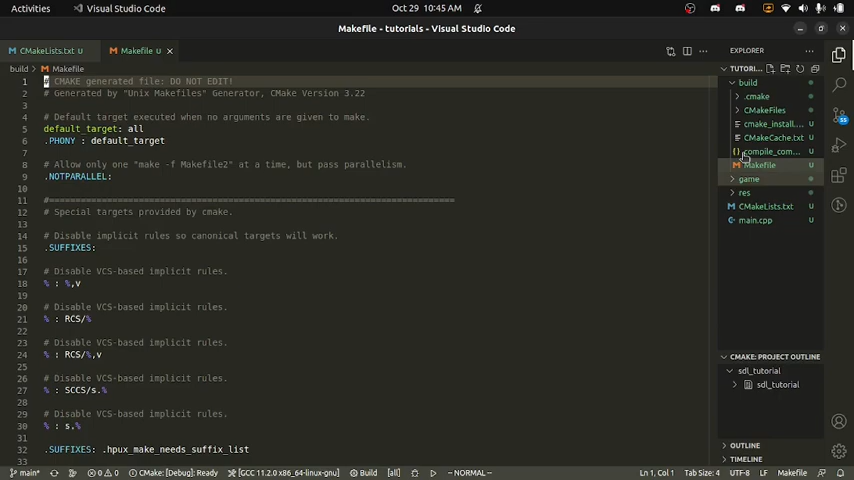 Activities Visual Studio Code Oct 29 10:45 AM
Makefile - tutorials - Visual Studio Code
CMakeLists.txt U Makefile U
EXPLORER
build > Makefile
TUTORI...
1 # CMAKE generated file: DO NOT EDIT!
2 # Generated by "Unix Makefiles" Generator, CMake Version 3.22
3
4 # Default target executed when no arguments are given to make.
5 default_target: all
6 .PHONY : default_target
7
8 # Allow only one "make -f Makefile2" at a time, but pass parallelism.
9 .NOTPARALLEL:
10
11 #=============================================================================
12 # Special targets provided by cmake.
13
14 # Disable implicit rules so canonical targets will work.
15 .SUFFIXES:
16
17 # Disable VCS-based implicit rules.
18 % : %,v
19
20 # Disable VCS-based implicit rules.
21 % : RCS/%
22
23 # Disable VCS-based implicit rules.
24 % : RCS/%,v
25
26 # Disable VCS-based implicit rules.
27 % : SCCS/s.%
28
29 # Disable VCS-based implicit rules.
30 % : s.%
31
32 .SUFFIXES: .hpux_make_needs_suffix_list
33
build
.cmake
CMakeFiles
cmake_install.... U
CMakeCache.txt U
compile_com... U
Makefile U
game
res
CMakeLists.txt U
main.cpp U
55
CMAKE: PROJECT OUTLINE
sdl_tutorial
sdl_tutorial
OUTLINE
TIMELINE
main* 0 0 CMake: [Debug]: Ready [GCC 11.2.0 x86_64-linux-gnu] Build [all] -- NORMAL -- Ln 1, Col 1 Tab Size: 4 UTF-8 LF Makefile